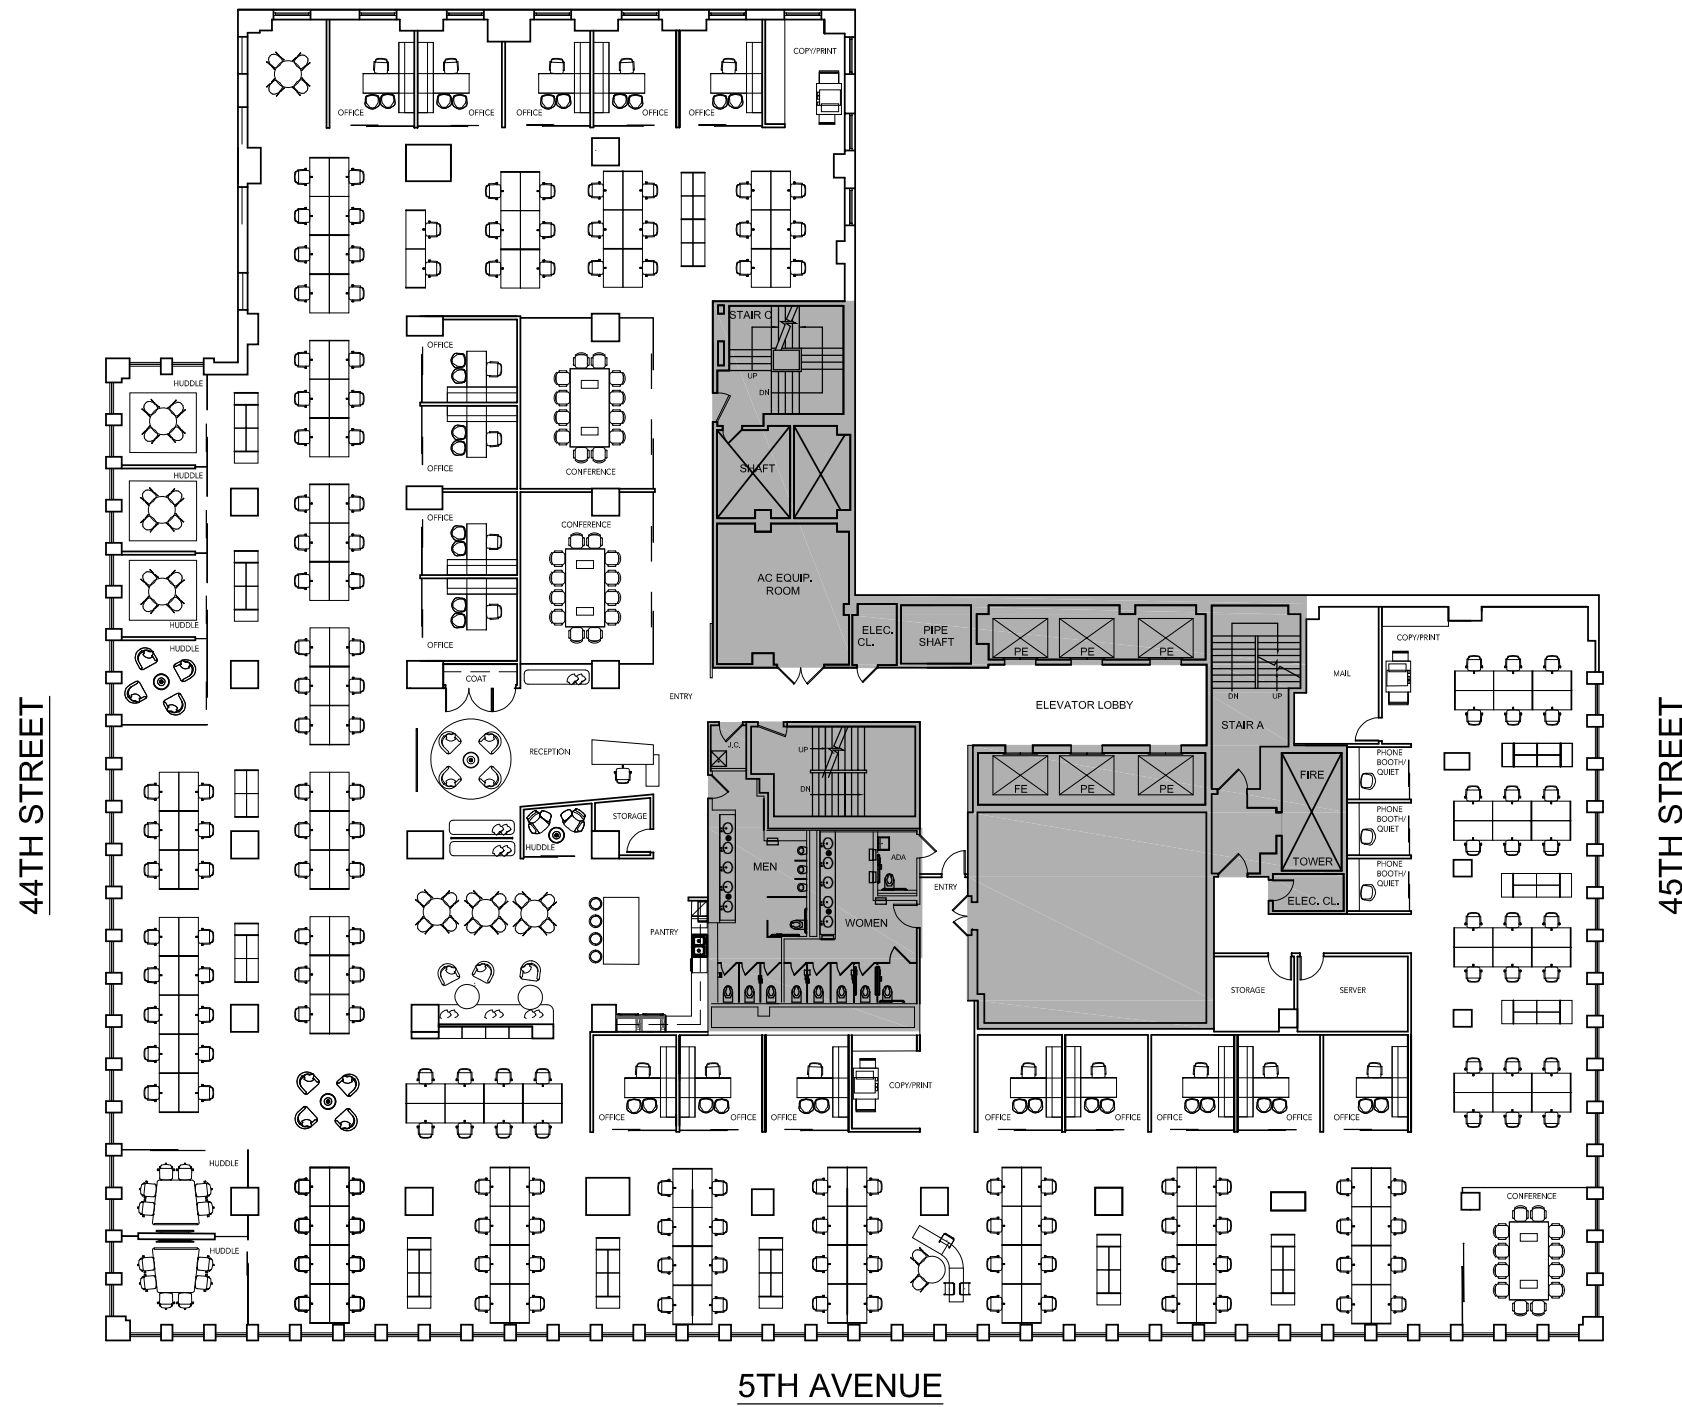 COPY/PRINT
OFFICE
OFFICE
OFFICE
OFFICE
OFFICE
STAIR C
UP
DN
OFFICE
HUDDLE
OFFICE
CONFERENCE
HUDDLE
SHAFT
OFFICE
CONFERENCE
AC EQUIP.
ROOM
HUDDLE
ELEC.
CL.
PIPE
SHAFT
PE
PE
PE
COPY/PRINT
OFFICE
HUDDLE
COAT
ENTRY
MAIL
DN
UP
ELEVATOR LOBBY
STAIR A
44TH STREET
45TH STREET
RECEPTION
J.C.
UP
DN
PHONE
BOOTH/
QUIET
FE
PE
PE
FIRE
TOWER
STORAGE
PHONE
BOOTH/
QUIET
HUDDLE
MEN
ADA
PHONE
BOOTH/
QUIET
ENTRY
ELEC. CL.
PANTRY
WOMEN
STORAGE
SERVER
COPY/PRINT
OFFICE
OFFICE
OFFICE
OFFICE
OFFICE
OFFICE
OFFICE
OFFICE
HUDDLE
CONFERENCE
HUDDLE
5TH AVENUE